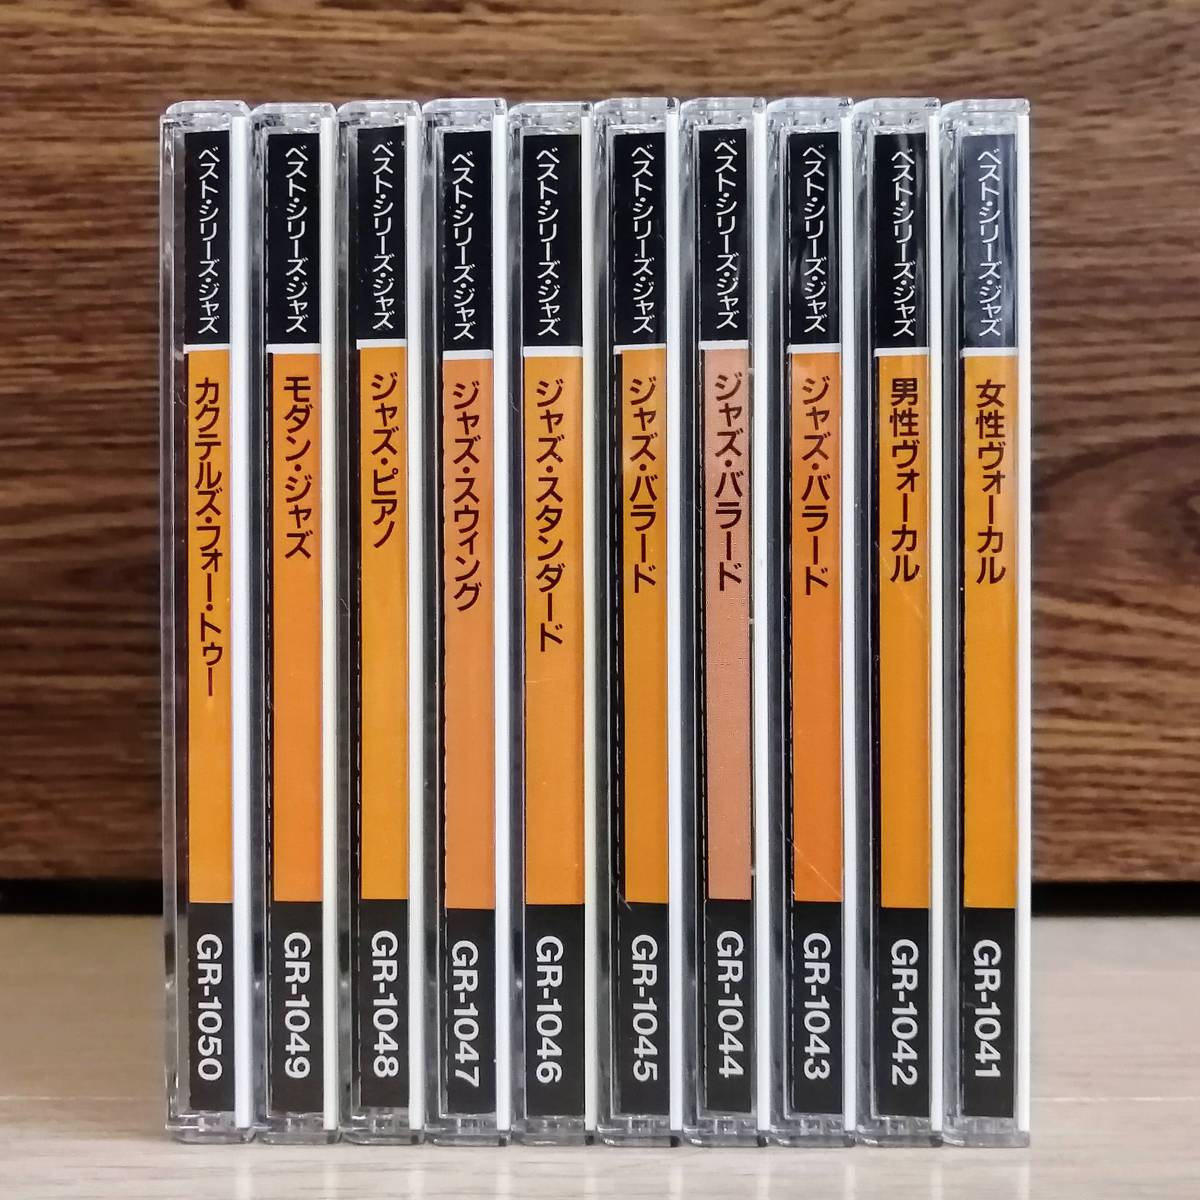 ベスト・シリーズ・ジャズ
カクテルズ・フォー・トゥー
GR-1050
ベスト・シリーズ・ジャズ
モダン・ジャズ
GR-1049
ベスト・シリーズ・ジャズ
ジャズ・ピアノ
GR-1048
ベスト・シリーズ・ジャズ
ジャズ・スウィング
GR-1047
ベスト・シリーズ・ジャズ
ジャズ・スタンダード
GR-1046
ベスト・シリーズ・ジャズ
ジャズ・バラード
GR-1045
ベスト・シリーズ・ジャズ
ジャズ・バラード
GR-1044
ベスト・シリーズ・ジャズ
ジャズ・バラード
GR-1043
ベスト・シリーズ・ジャズ
男性ヴォーカル
GR-1042
ベスト・シリーズ・ジャズ
女性ヴォーカル
GR-1041